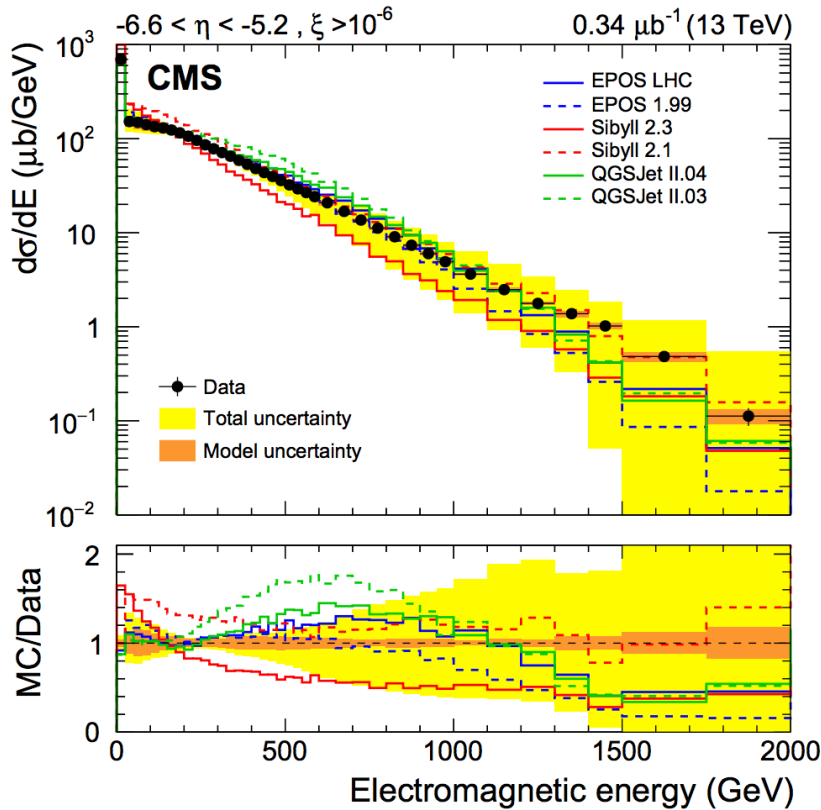 -6.6 < η < -5.2 , ξ >10⁻⁶ 0.34 μb⁻¹ (13 TeV)
CMS
EPOS LHC
EPOS 1.99
Sibyll 2.3
Sibyll 2.1
QGSJet II.04
QGSJet II.03
dσ/dE (μb/GeV)
10³
10²
10
1
10⁻¹
10⁻²
Data
Total uncertainty
Model uncertainty
MC/Data
2
1
0
0 500 1000 1500 2000
Electromagnetic energy (GeV)